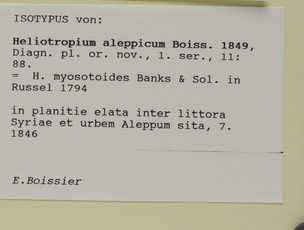 ISOTYPUS von:
Heliotropium aleppicum Boiss. 1849,
Diagn. pl. or. nov., 1. ser., 11:
88.
= H. myosotoides Banks & Sol. in
Russel 1794
in planitie elata inter littora
Syriae et urbem Aleppum sita, 7.
1846
E.Boissier